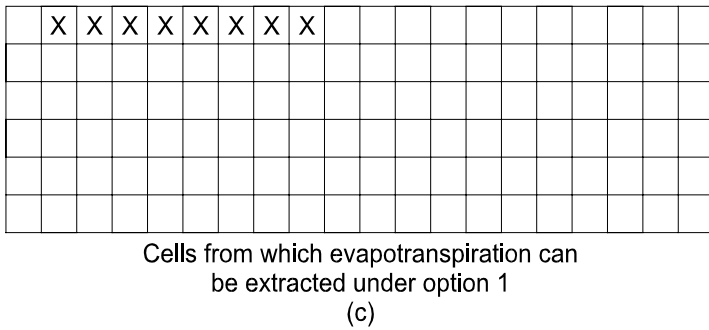 X X X X X X X X
Cells from which evapotranspiration can
be extracted under option 1
(c)